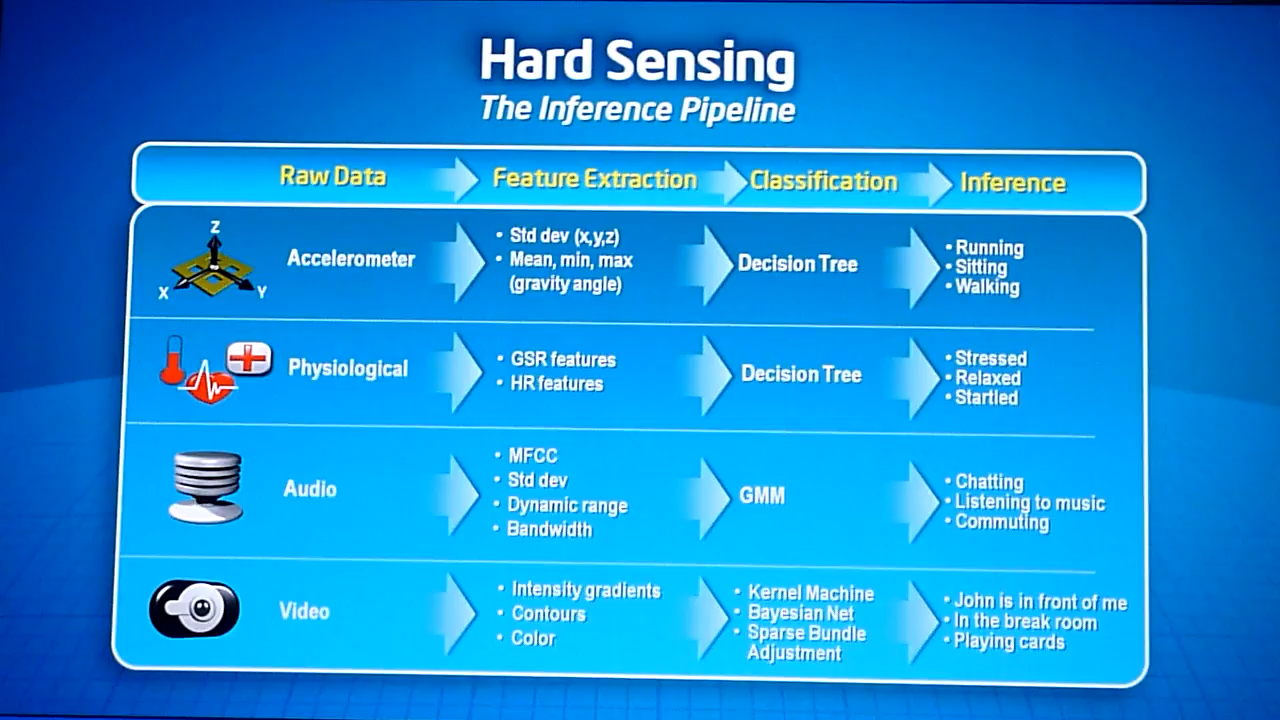 Hard Sensing
The Inference Pipeline
Raw Data
Feature Extraction
Classification
Inference
Z
X
Y
Accelerometer
• Std dev (x,y,z)
• Mean, min, max
(gravity angle)
Decision Tree
• Running
• Sitting
• Walking
Physiological
• GSR features
• HR features
Decision Tree
• Stressed
• Relaxed
• Startled
Audio
• MFCC
• Std dev
• Dynamic range
• Bandwidth
GMM
• Chatting
• Listening to music
• Commuting
Video
• Intensity gradients
• Contours
• Color
• Kernel Machine
• Bayesian Net
• Sparse Bundle
Adjustment
• John is in front of me
• In the break room
• Playing cards